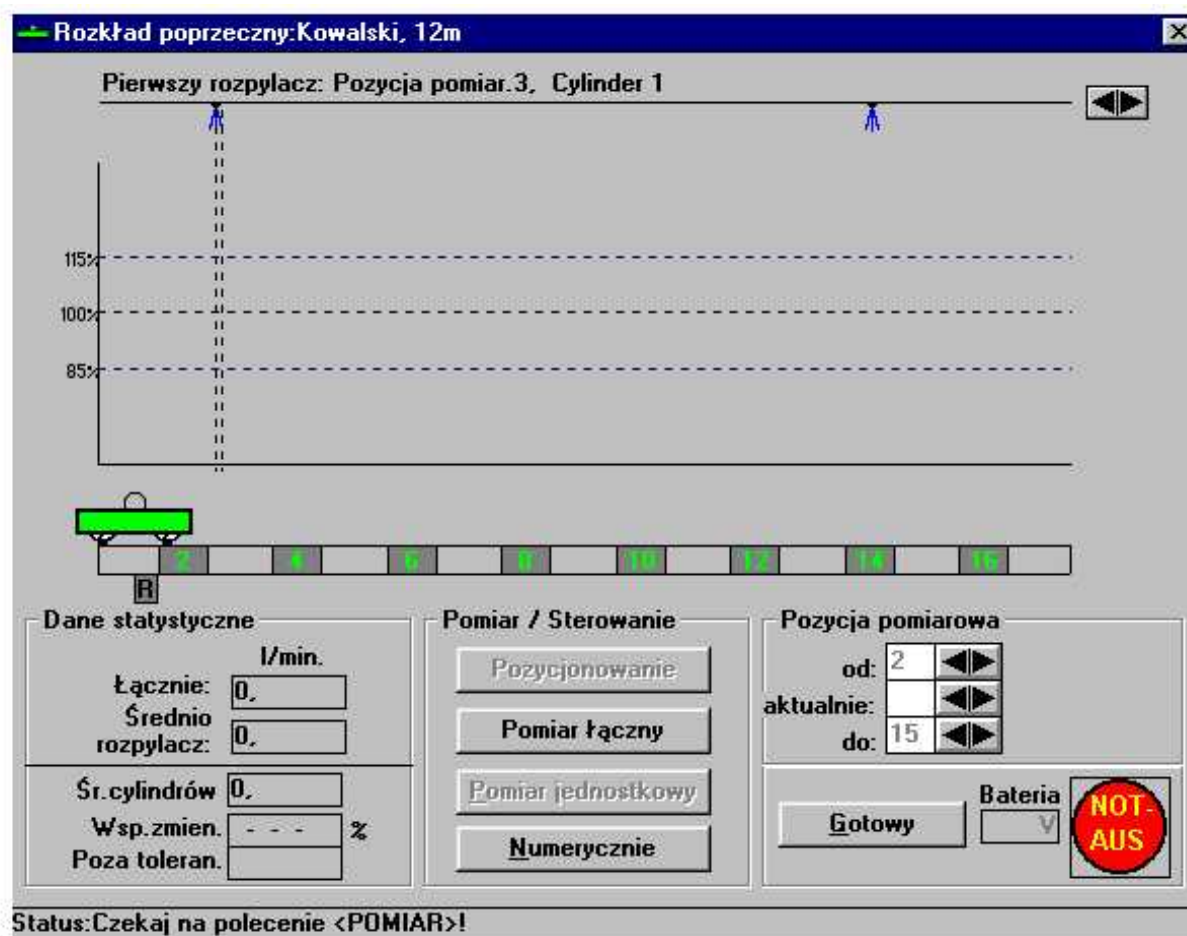 Rozkład poprzeczny:Kowalski, 12m
Pierwszy rozpylacz: Pozycja pomiar.3, Cylinder 1
115%
100%
85%
2 4 6 8 10 12 14 16
R
Dane statystyczne
l/min.
Łącznie: 0,
Średnio
rozpylacz: 0,
Śr.cylindrów 0,
Wsp.zmien. - - - %
Poza toleran.
Pomiar / Sterowanie
Pozycjonowanie
Pomiar łączny
Pomiar jednostkowy
Numerycznie
Pozycja pomiarowa
od: 2
aktualnie:
do: 15
Gotowy
Bateria
V
NOT-
AUS
Status:Czekaj na polecenie <POMIAR>!